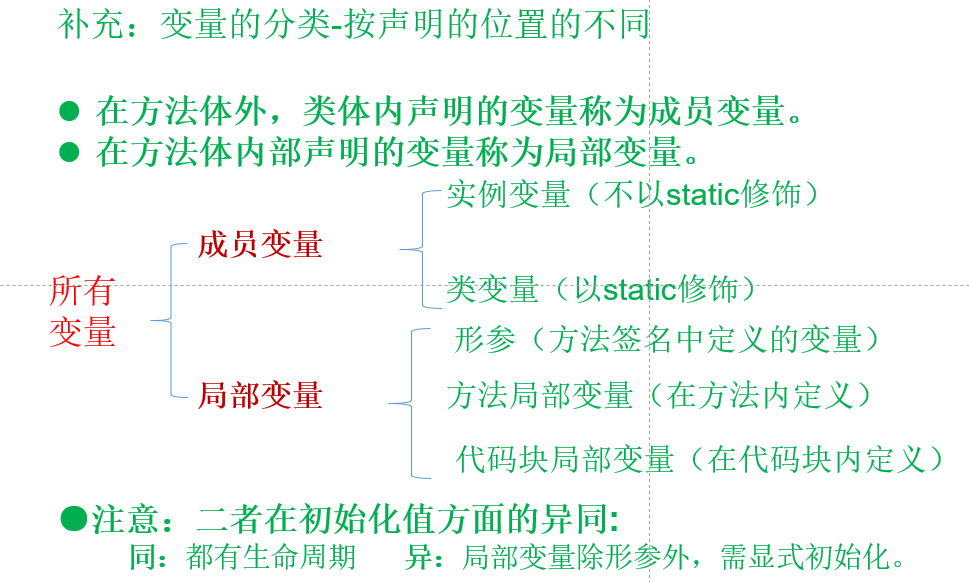 补充：变量的分类-按声明的位置的不同
● 在方法体外，类体内声明的变量称为成员变量。
● 在方法体内部声明的变量称为局部变量。
实例变量（不以static修饰）
成员变量
类变量（以static修饰）
所有
变量
形参（方法签名中定义的变量）
局部变量
方法局部变量（在方法内定义）
代码块局部变量（在代码块内定义）
●注意：二者在初始化值方面的异同:
同：都有生命周期 异：局部变量除形参外，需显式初始化。